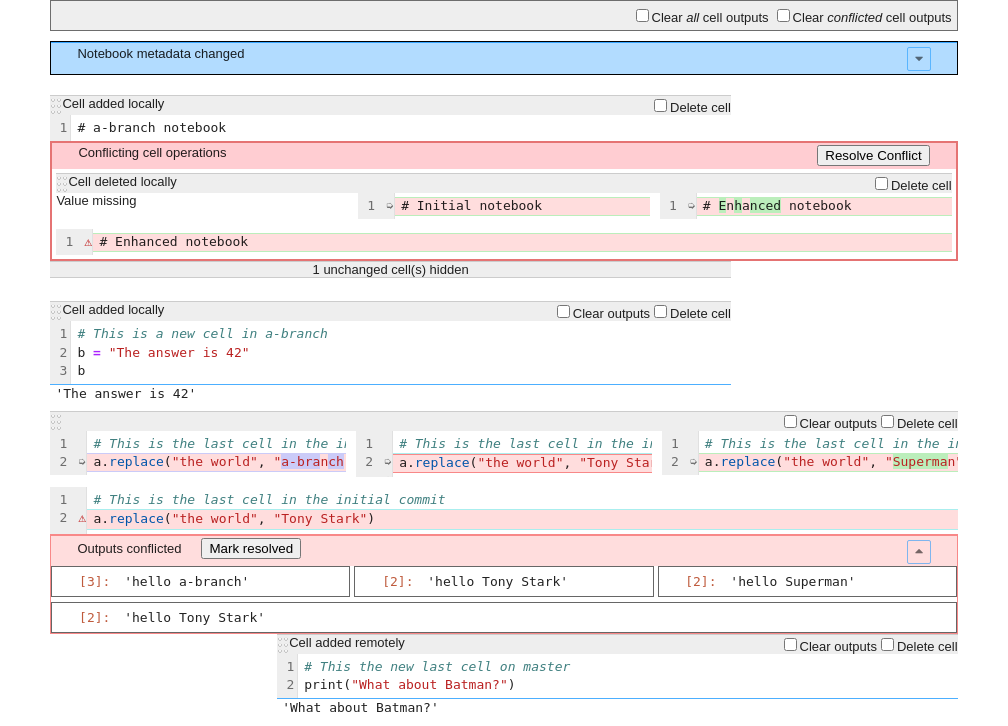 Clear all cell outputs Clear conflicted cell outputs
Notebook metadata changed
Cell added locally Delete cell
1 # a-branch notebook
Conflicting cell operations Resolve Conflict
Cell deleted locally Delete cell
Value missing 1 # Initial notebook 1 # Enhanced notebook
1 ⚠ # Enhanced notebook
1 unchanged cell(s) hidden
Cell added locally Clear outputs Delete cell
1 # This is a new cell in a-branch
2 b = "The answer is 42"
3 b
'The answer is 42'
Clear outputs Delete cell
1 # This is the last cell in the i 1 # This is the last cell in the i 1 # This is the last cell in the i
2 a.replace("the world", "a-branch 2 a.replace("the world", "Tony Star 2 a.replace("the world", "Superman"
1 # This is the last cell in the initial commit
2 ⚠ a.replace("the world", "Tony Stark")
Outputs conflicted Mark resolved
[3]: 'hello a-branch' [2]: 'hello Tony Stark' [2]: 'hello Superman'
[2]: 'hello Tony Stark'
Cell added remotely Clear outputs Delete cell
1 # This the new last cell on master
2 print("What about Batman?")
'What about Batman?'